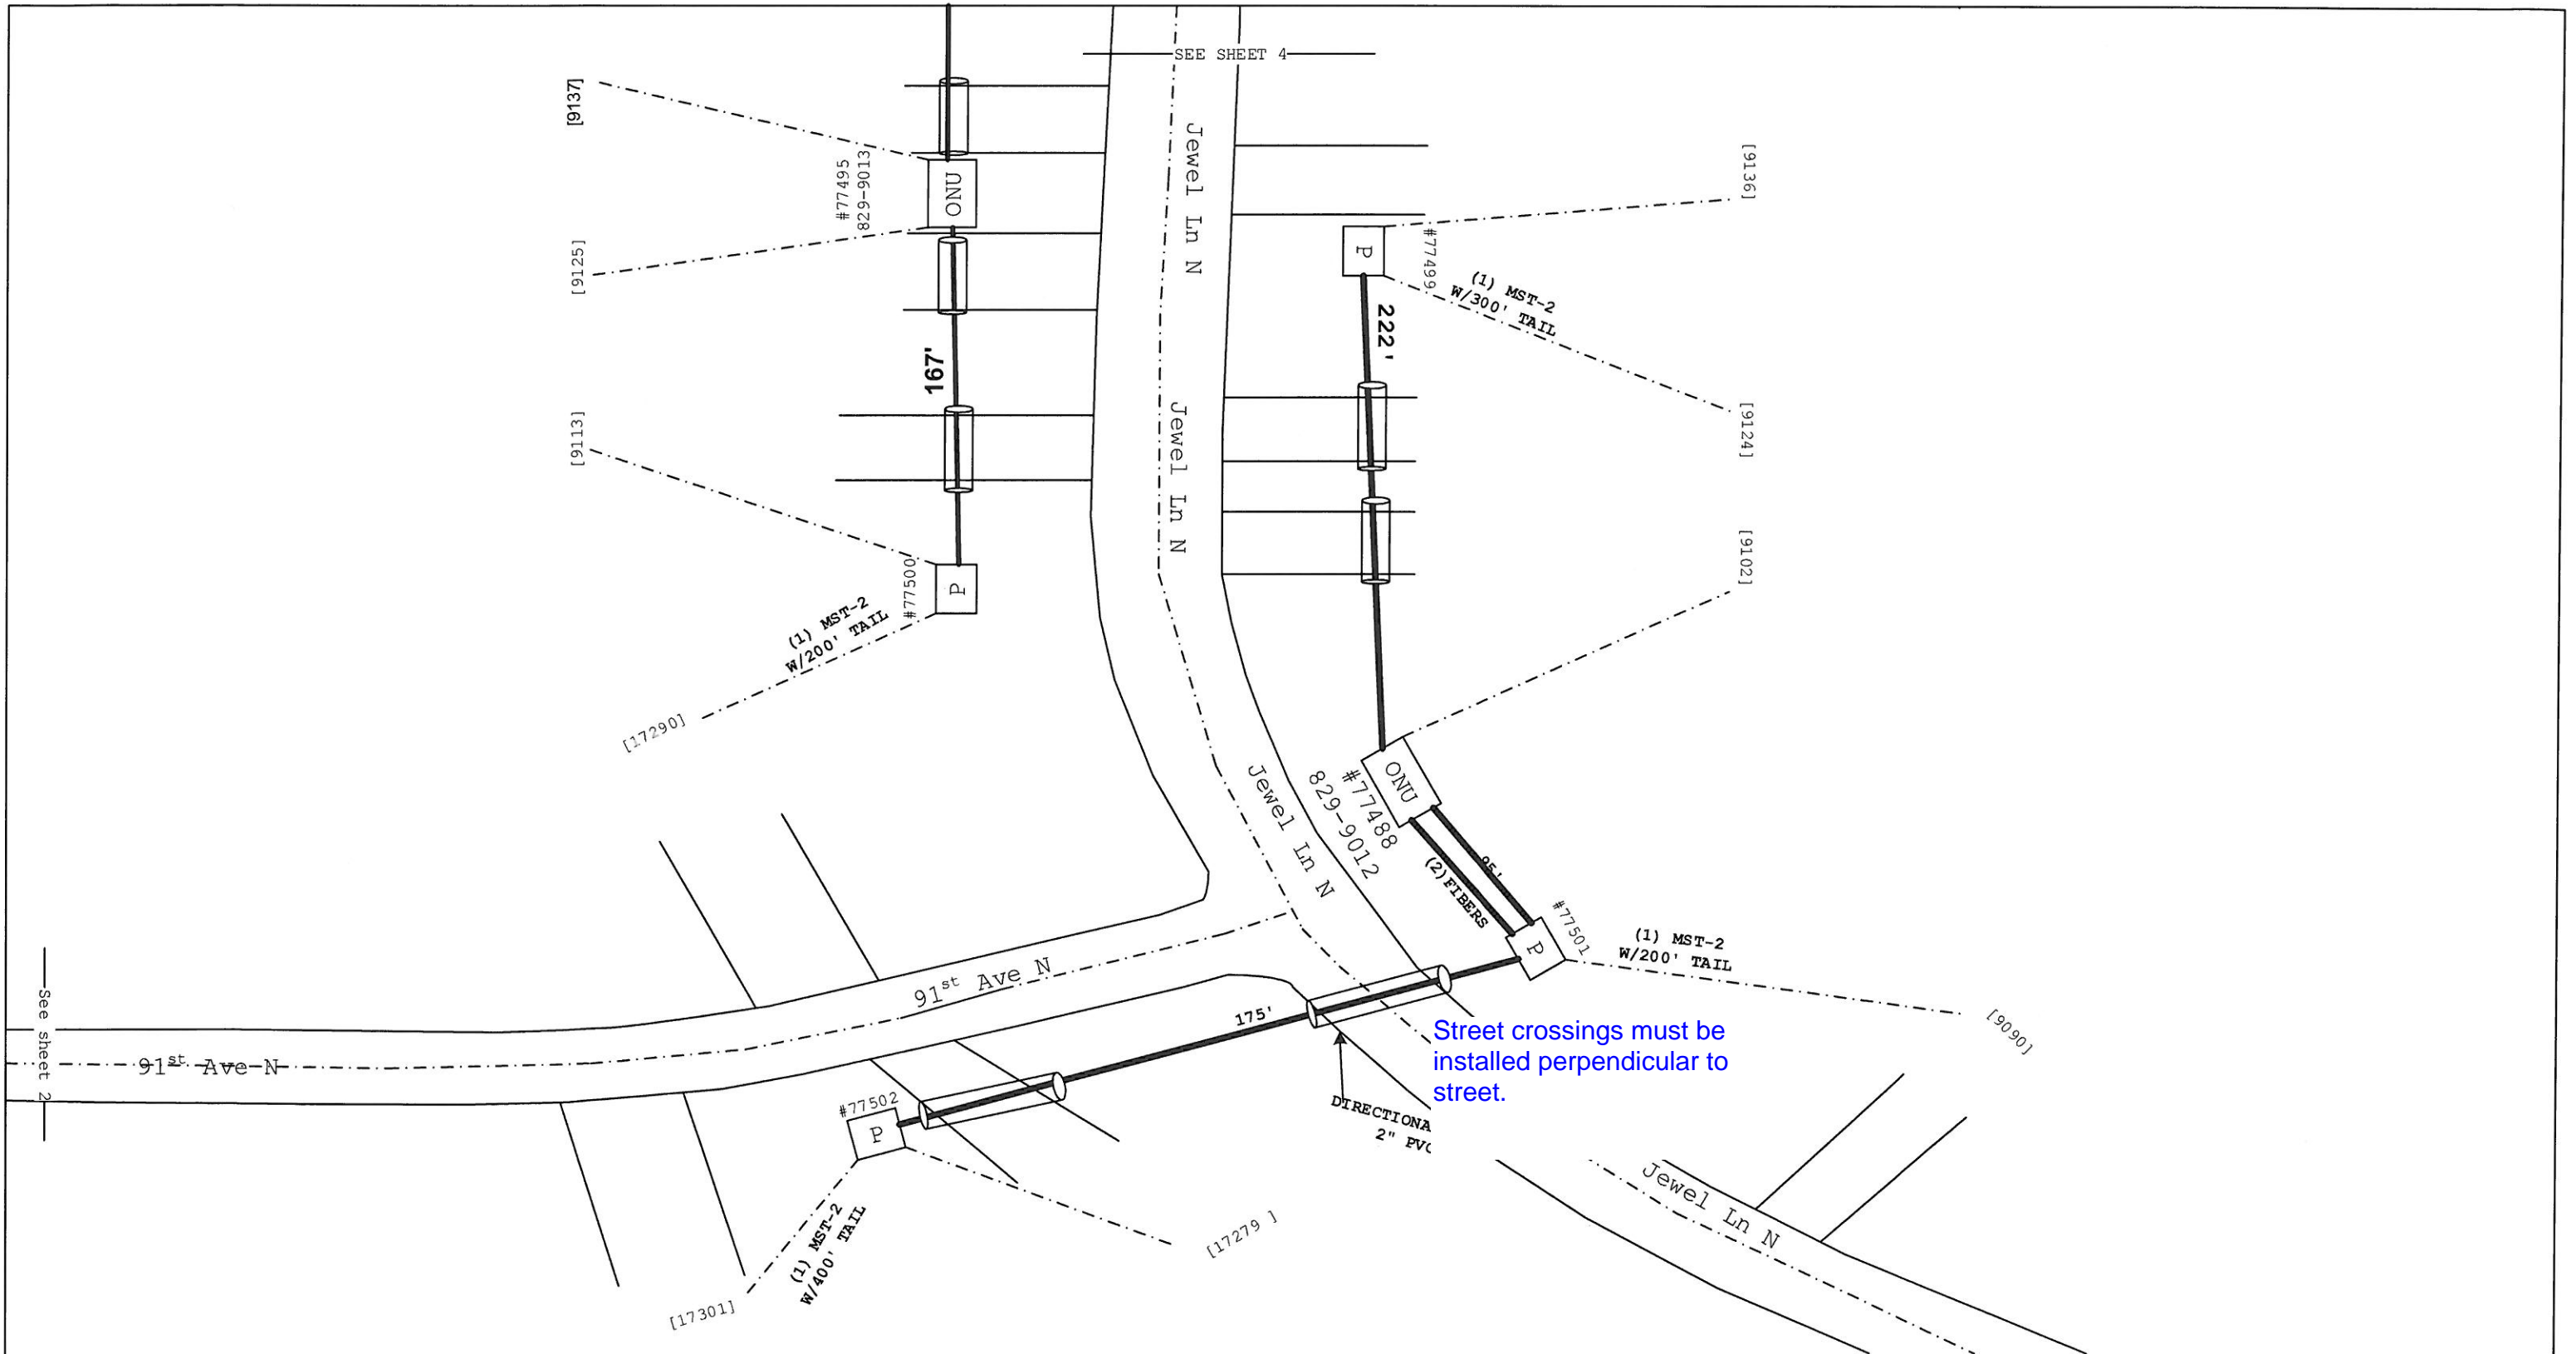 SEE SHEET 4
[9137]
#77495
829-9013
ONU
[9125]
167'
[9113]
#77500
P
(1) MST-2
W/200' TAIL
[17290]
Jewel Ln N
Jewel Ln N
Jewel Ln N
[9136]
P
#77499
(1) MST-2
W/300' TAIL
222'
[9124]
[9102]
ONU
#77488
829-9012
95'
(2)FIBERS
#77501
P
(1) MST-2
W/200' TAIL
[9090]
91st Ave N
175'
Street crossings must be
installed perpendicular to
street.
DIRECTIONA
2" PVC
See sheet 2
91st Ave N
#77502
P
(1) MST-2
W/400' TAIL
[17301]
[17279 ]
Jewel Ln N